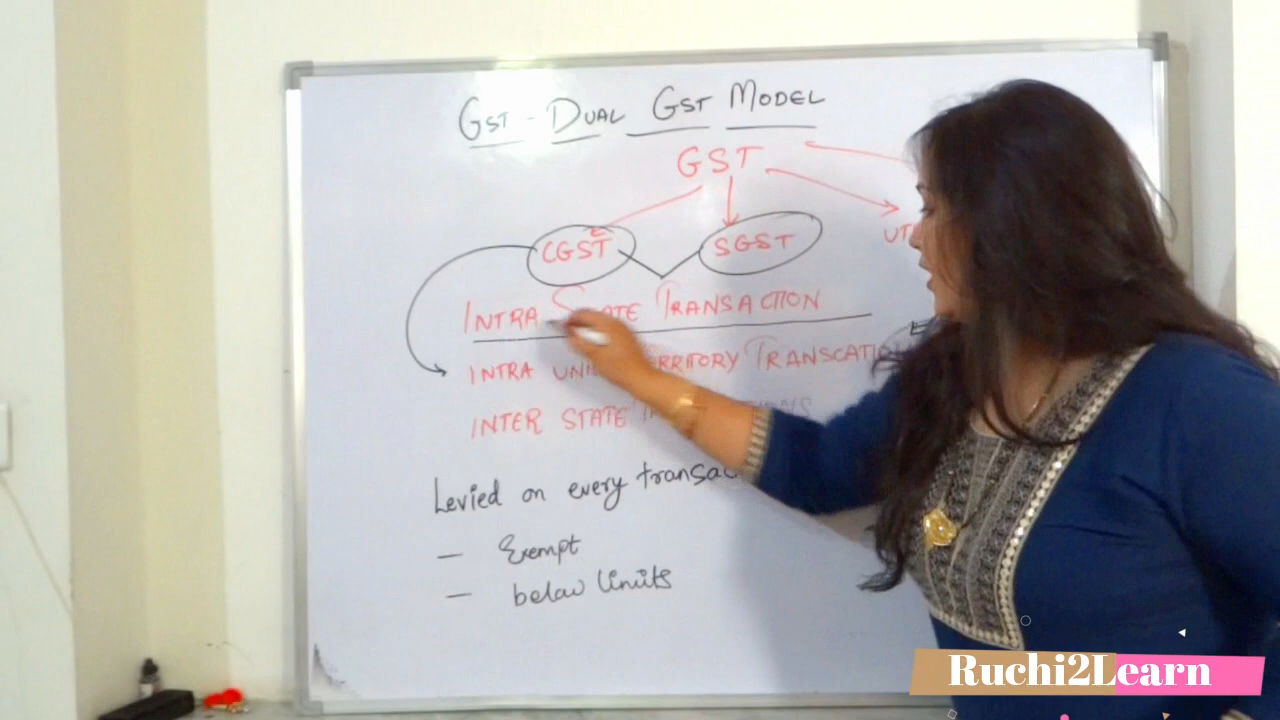 GST - DUAL GST MODEL
GST
CGST SGST
INTRA STATE TRANSACTION
INTRA TRANSCATION
INTER STATE
Levied on every
- Exempt
- below limits
Ruchi2Learn